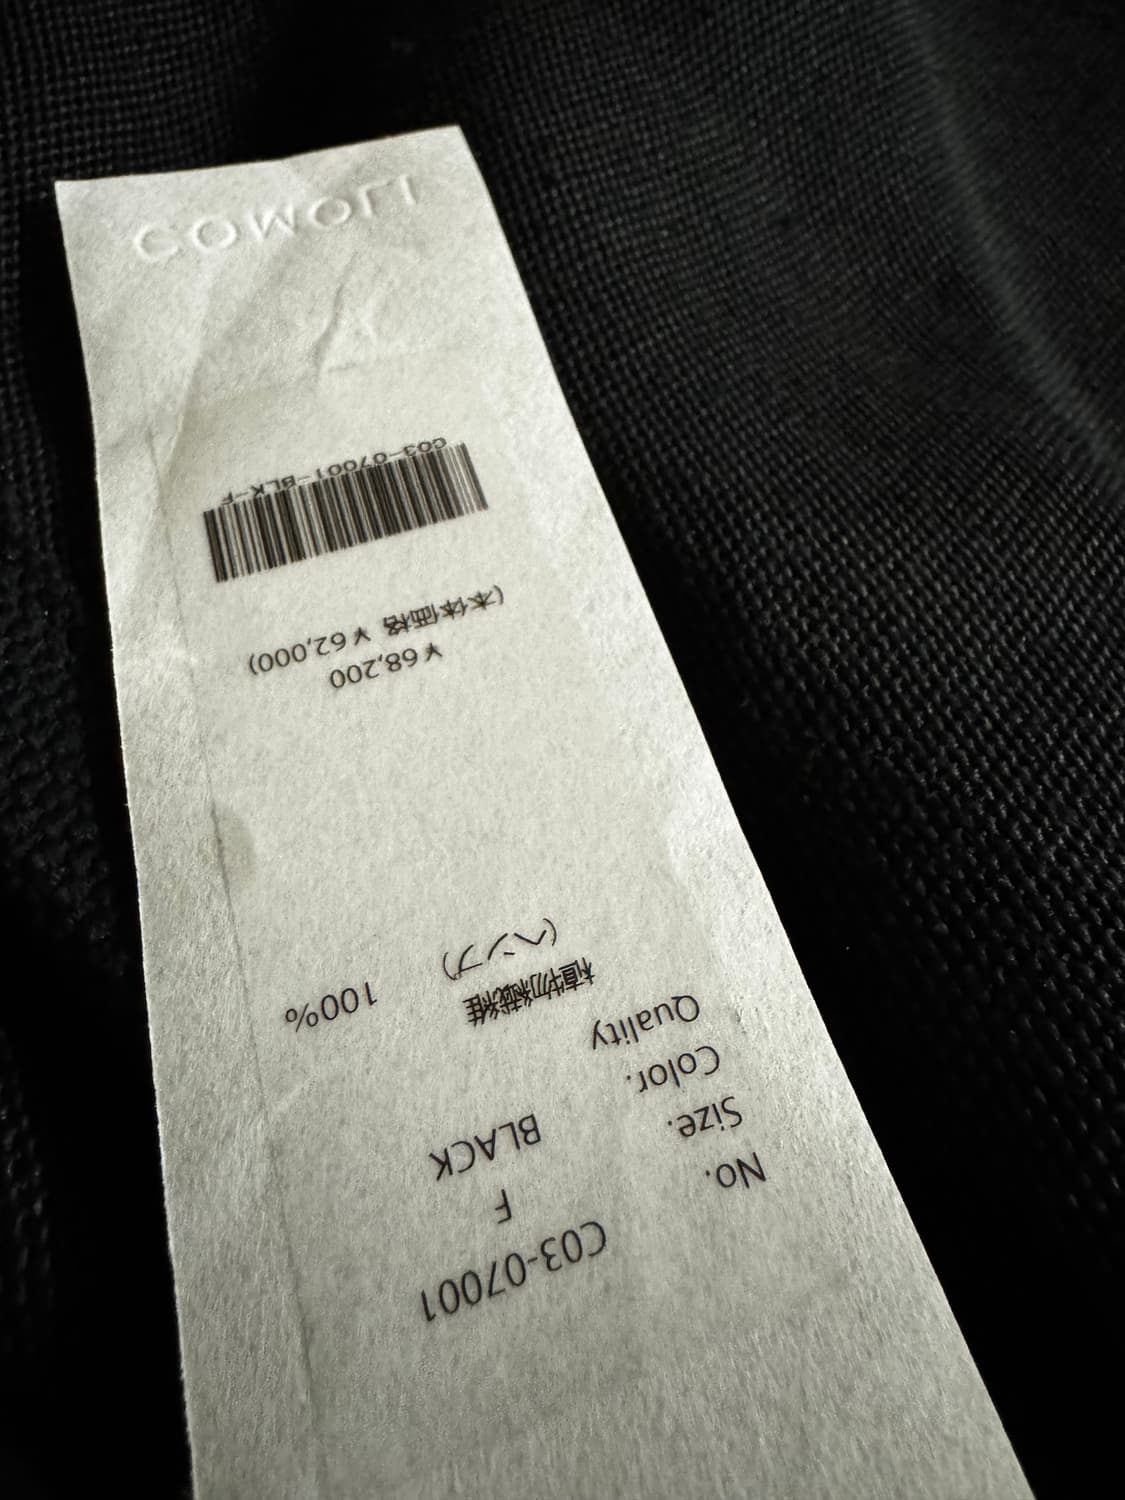 No. C03-07001
Size. F
Color. BLACK
Quality
植物繊維 100%
(ヘンプ)
¥68,200
(本体価格 ¥62,000)
C03-07001-BLK-F
COMOLI